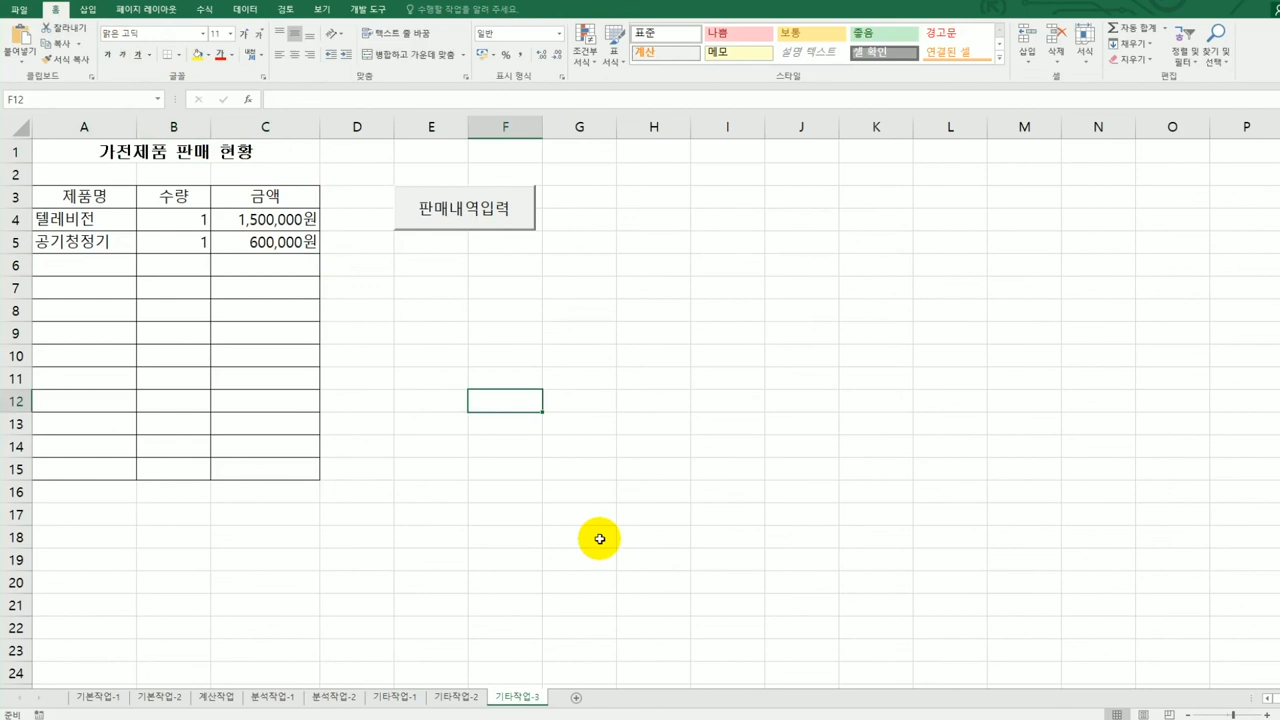 파일 홈 삽입 페이지 레이아웃 수식 데이터 검토 보기 개발 도구 수행할 작업을 알려 주세요.
붙여넣기 잘라내기 복사 서식 복사
맑은 고딕 11 가 가 가 가 가 가
텍스트 줄 바꿈
병합하고 가운데 맞춤
일반
조건부 서식 표 서식
표준 나쁨 보통 좋음 경고문
계산 메모 설명 텍스트 셀 확인 연결된 셀
삽입 삭제 서식
자동 합계 채우기 지우기
정렬 및 필터 찾기 및 선택
클립보드 글꼴 맞춤 표시 형식 스타일 셀 편집
F12 fx
A B C D E F G H I J K L M N O P
1 가전제품 판매 현황
2
3 제품명 수량 금액 판매내역입력
4 텔레비전 1 1,500,000원
5 공기청정기 1 600,000원
6
7
8
9
10
11
12
13
14
15
16
17
18
19
20
21
22
23
24
기본작업-1 기본작업-2 계산작업 분석작업-1 분석작업-2 기타작업-1 기타작업-2 기타작업-3
준비